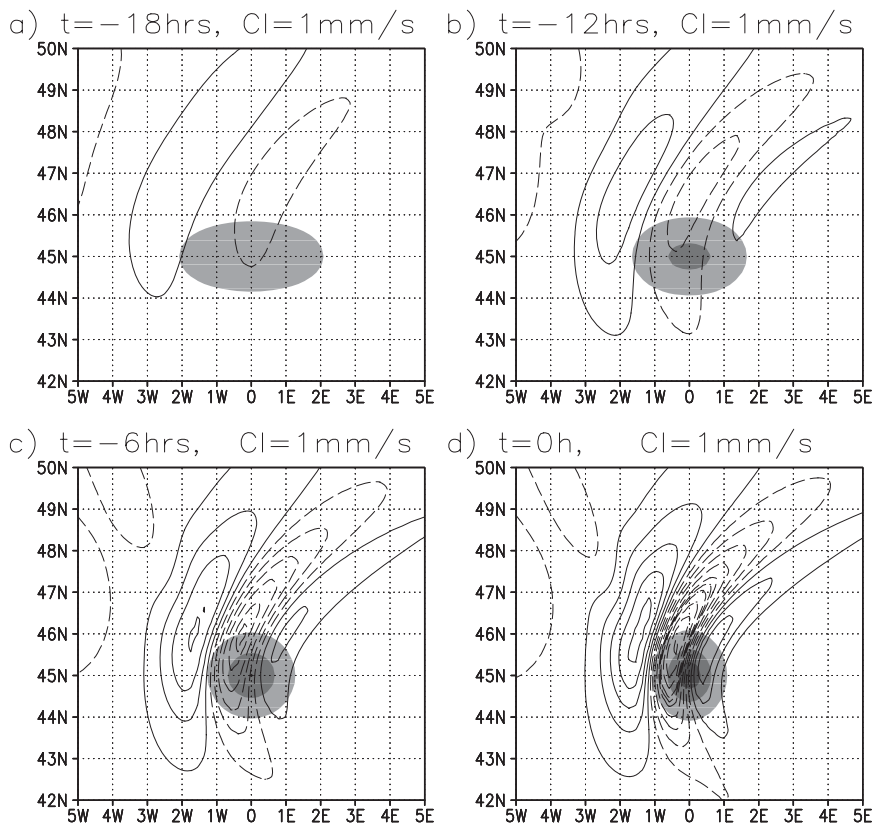 a) t=−18hrs, CI=1mm/s
b) t=−12hrs, CI=1mm/s
50N
49N
48N
47N
46N
45N
44N
43N
42N
5W 4W 3W 2W 1W 0 1E 2E 3E 4E 5E
50N
49N
48N
47N
46N
45N
44N
43N
42N
5W 4W 3W 2W 1W 0 1E 2E 3E 4E 5E
c) t=−6hrs, CI=1mm/s
d) t=0h, CI=1mm/s
50N
49N
48N
47N
46N
45N
44N
43N
42N
5W 4W 3W 2W 1W 0 1E 2E 3E 4E 5E
50N
49N
48N
47N
46N
45N
44N
43N
42N
5W 4W 3W 2W 1W 0 1E 2E 3E 4E 5E